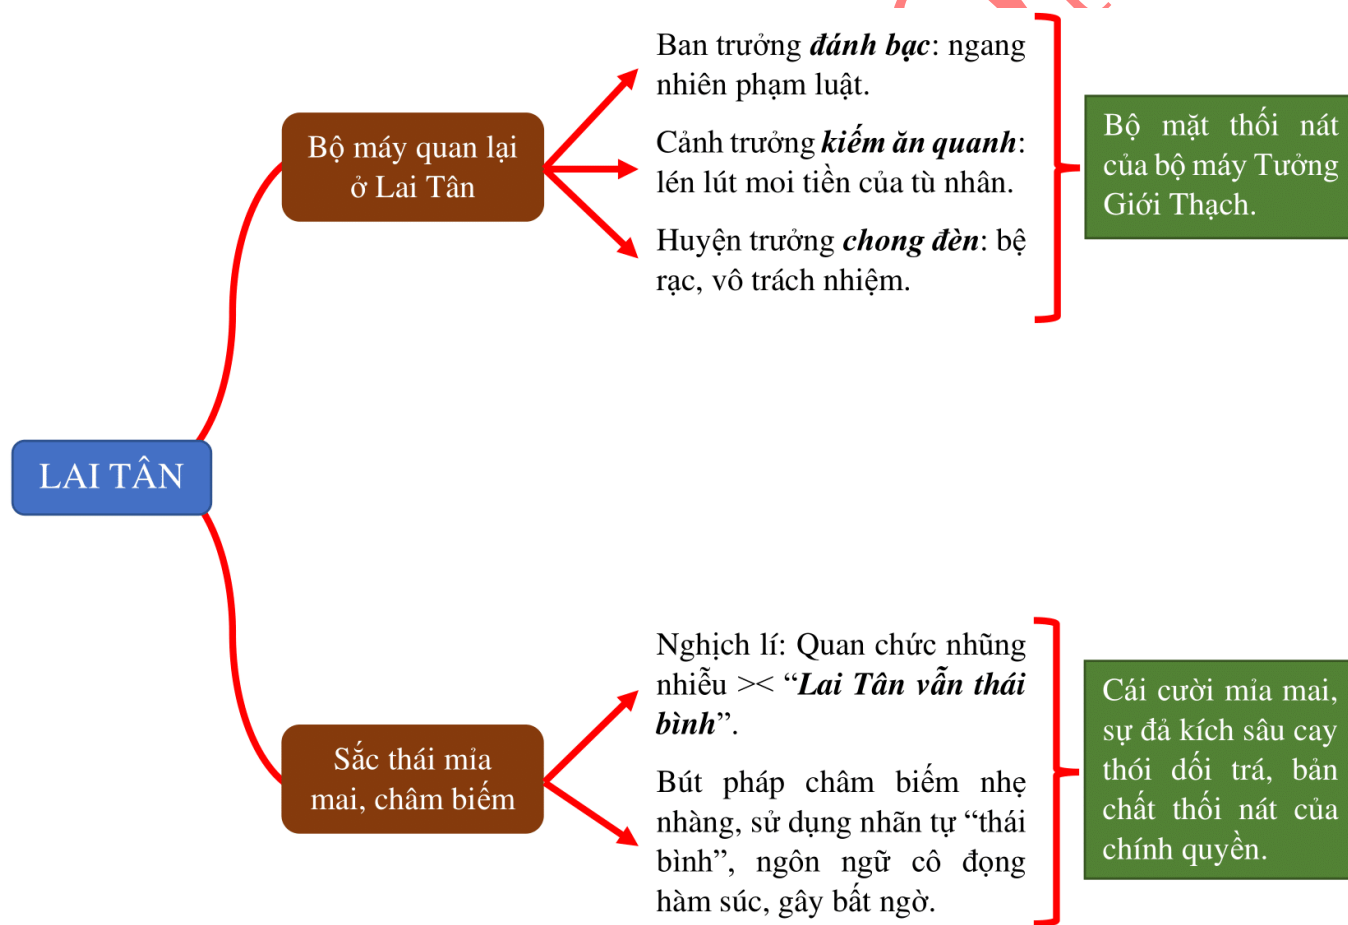 Ban trưởng đánh bạc: ngang
nhiên phạm luật.
Bộ máy quan lại
ở Lai Tân
Cảnh trưởng kiếm ăn quanh:
lén lút moi tiền của tù nhân.
Huyện trưởng chong đèn: bệ
rạc, vô trách nhiệm.
Bộ mặt thối nát
của bộ máy Tưởng
Giới Thạch.
LAI TÂN
Sắc thái mỉa
mai, châm biếm
Nghịch lí: Quan chức nhũng
nhiễu >< “Lai Tân vẫn thái
bình”.
Bút pháp châm biếm nhẹ
nhàng, sử dụng nhãn tự “thái
bình”, ngôn ngữ cô đọng
hàm súc, gây bất ngờ.
Cái cười mỉa mai,
sự đả kích sâu cay
thói dối trá, bản
chất thối nát của
chính quyền.